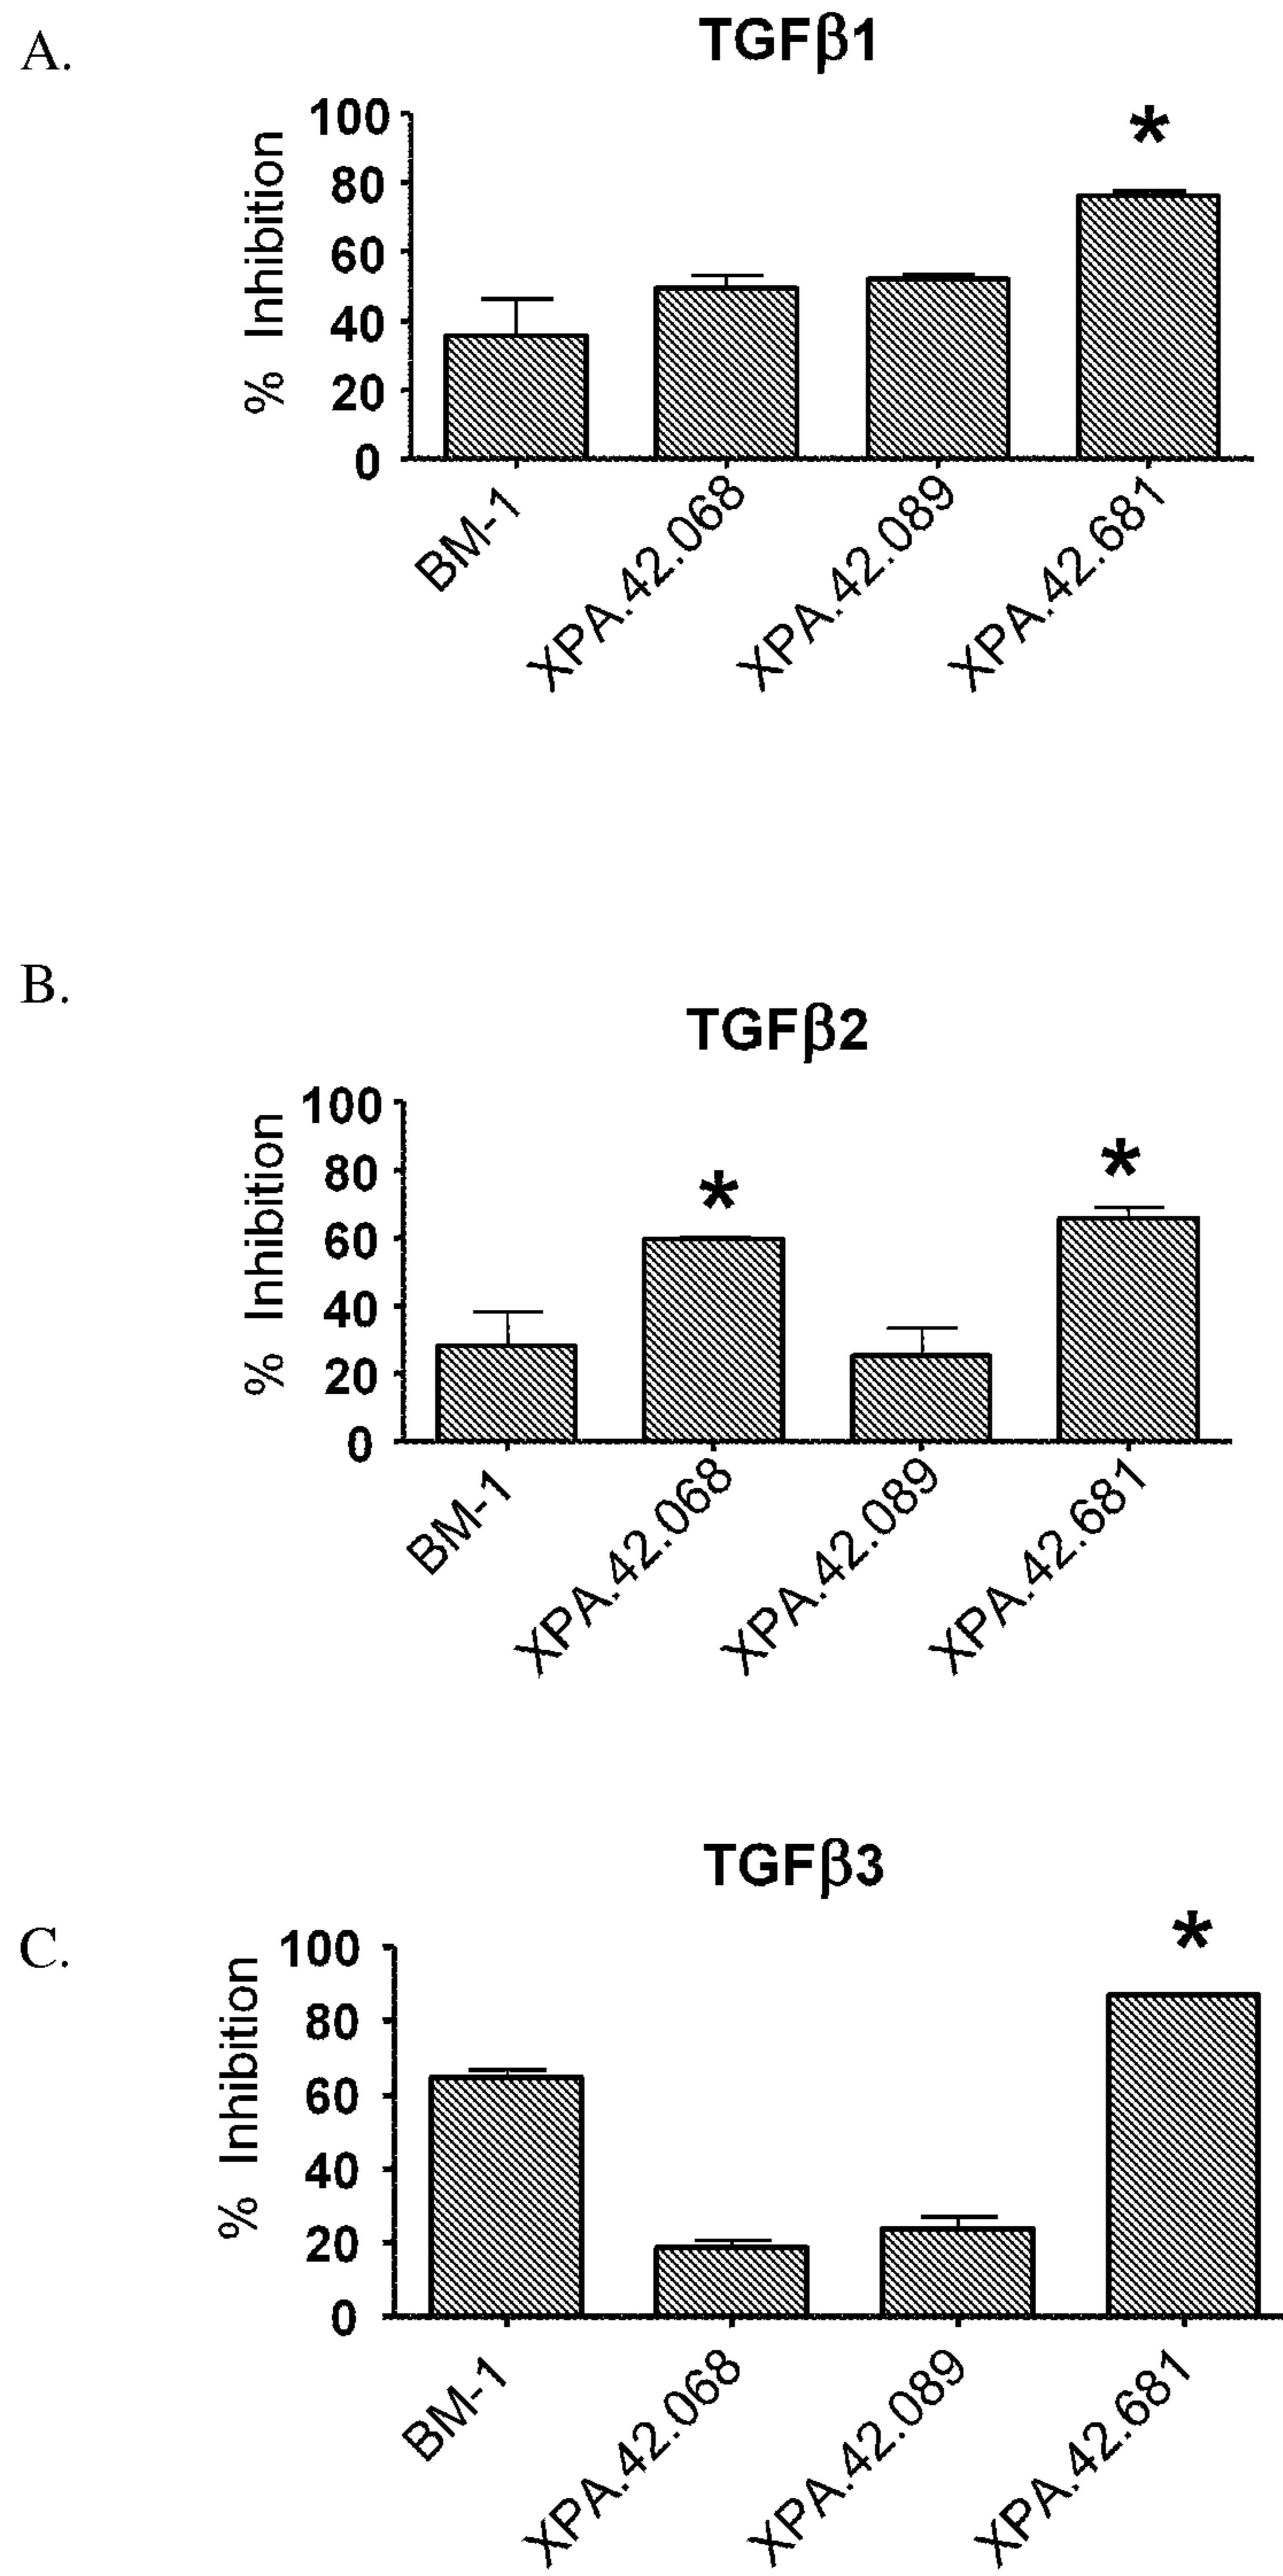 A.
TGFβ1
% Inhibition
100
80
60
40
20
0
*
BM-1
XPA.42.068
XPA.42.089
XPA.42.681
B.
TGFβ2
% Inhibition
100
80
60
40
20
0
*
*
BM-1
XPA.42.068
XPA.42.089
XPA.42.681
C.
TGFβ3
% Inhibition
100
80
60
40
20
0
*
BM-1
XPA.42.068
XPA.42.089
XPA.42.681